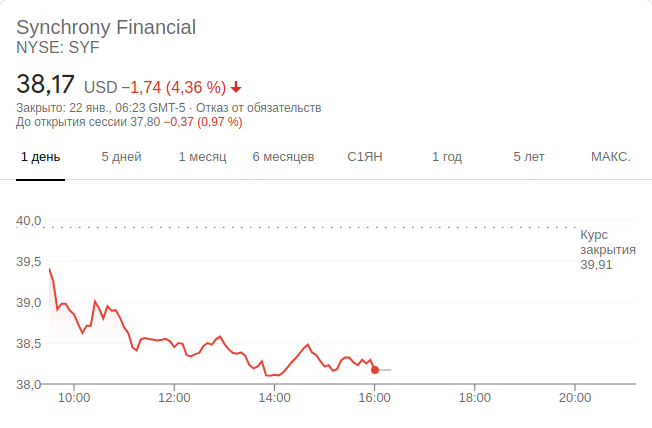 Synchrony Financial
NYSE: SYF
38,17 USD −1,74 (4,36 %)
Закрыто: 22 янв., 06:23 GMT-5 · Отказ от обязательств
До открытия сессии 37,80 −0,37 (0,97 %)
1 день 5 дней 1 месяц 6 месяцев С1ЯН 1 год 5 лет МАКС.
40,0
Курс
закрытия
39,91
39,5
39,0
38,5
38,0
10:00 12:00 14:00 16:00 18:00 20:00